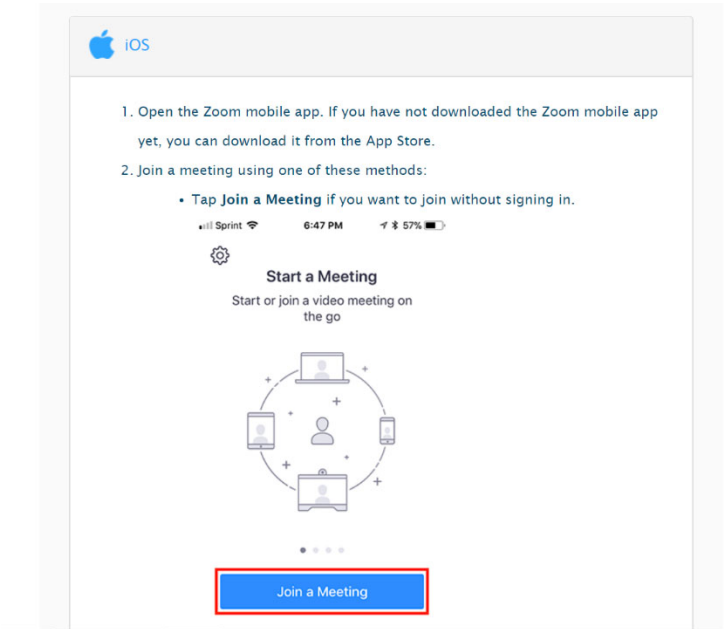 iOS
1. Open the Zoom mobile app. If you have not downloaded the Zoom mobile app
yet, you can download it from the App Store.
2. Join a meeting using one of these methods:
• Tap Join a Meeting if you want to join without signing in.
Sprint 6:47 PM 57%
Start a Meeting
Start or join a video meeting on
the go
Join a Meeting